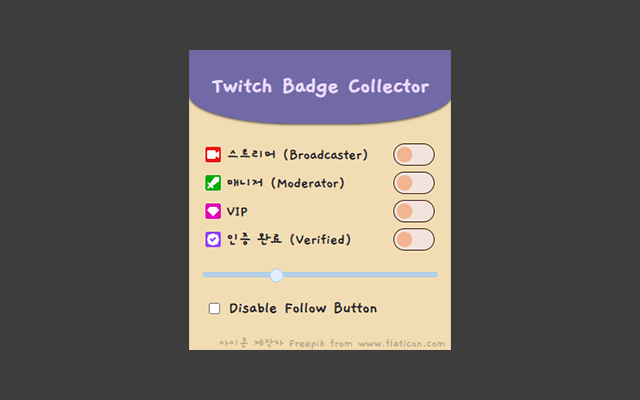 Twitch Badge Collector
스트리머 (Broadcaster)
매니저 (Moderator)
VIP
인증 완료 (Verified)
Disable Follow Button
아이콘 제작자 Freepik from www.flaticon.com